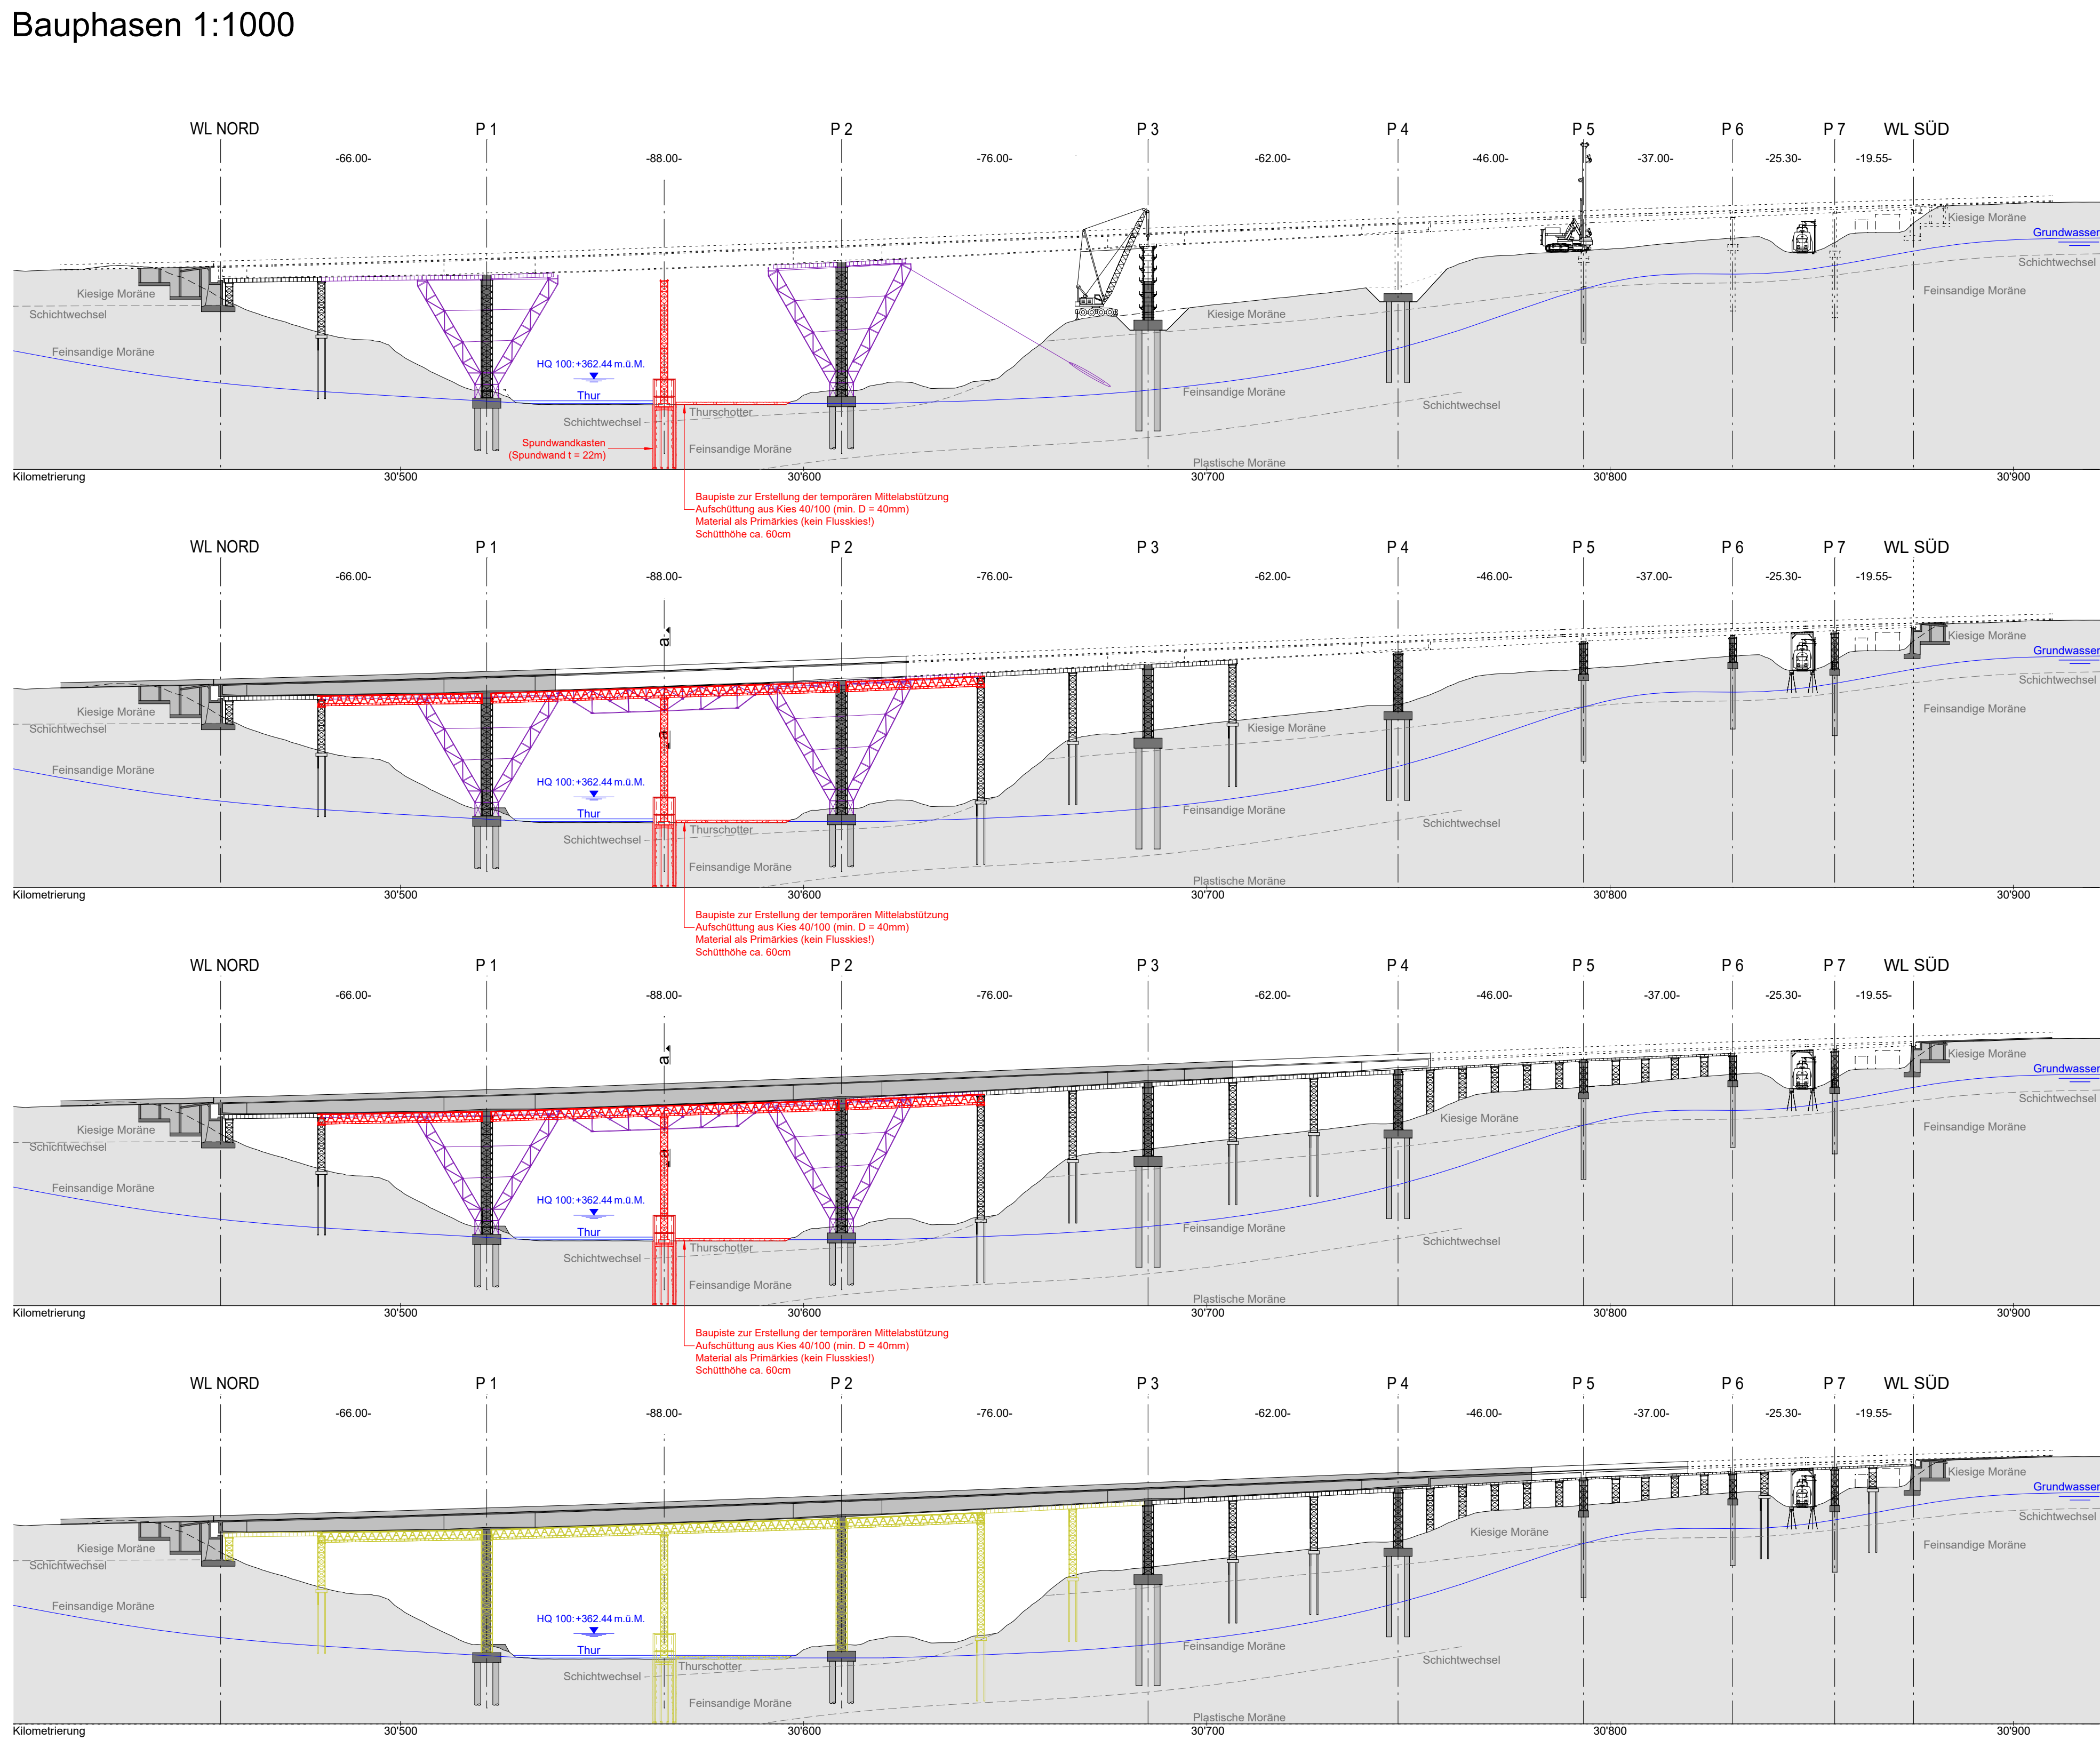 Bauphasen 1:1000
WL NORD P 1 P 2 P 3 P 4 P 5 P 6 P 7 WL SÜD
-66.00- -88.00- -76.00- -62.00- -46.00- -37.00- -25.30- -19.55-
Kiesige Moräne
Grundwasser
Schichtwechsel
Feinsandige Moräne
Kiesige Moräne
Schichtwechsel
Kiesige Moräne
Feinsandige Moräne
HQ 100:+362.44 m.ü.M.
Thur
Feinsandige Moräne
Schichtwechsel
Thurschotter
Schichtwechsel
Spundwandkasten
(Spundwand t = 22m)
Feinsandige Moräne
Plastische Moräne
Kilometrierung 30'500 30'600 30'700 30'800 30'900
Baupiste zur Erstellung der temporären Mittelabstützung
Aufschüttung aus Kies 40/100 (min. D = 40mm)
Material als Primärkies (kein Flusskies!)
Schütthöhe ca. 60cm
WL NORD P 1 P 2 P 3 P 4 P 5 P 6 P 7 WL SÜD
-66.00- -88.00- -76.00- -62.00- -46.00- -37.00- -25.30- -19.55-
a
Kiesige Moräne
Grundwasser
Schichtwechsel
Feinsandige Moräne
Kiesige Moräne
Schichtwechsel
Kiesige Moräne
a
Feinsandige Moräne
HQ 100:+362.44 m.ü.M.
Thur
Feinsandige Moräne
Schichtwechsel
Thurschotter
Schichtwechsel
Feinsandige Moräne
Plastische Moräne
Kilometrierung 30'500 30'600 30'700 30'800 30'900
Baupiste zur Erstellung der temporären Mittelabstützung
Aufschüttung aus Kies 40/100 (min. D = 40mm)
Material als Primärkies (kein Flusskies!)
Schütthöhe ca. 60cm
WL NORD P 1 P 2 P 3 P 4 P 5 P 6 P 7 WL SÜD
-66.00- -88.00- -76.00- -62.00- -46.00- -37.00- -25.30- -19.55-
a
Kiesige Moräne
Grundwasser
Schichtwechsel
Kiesige Moräne
Feinsandige Moräne
Kiesige Moräne
Schichtwechsel
a
Feinsandige Moräne
HQ 100:+362.44 m.ü.M.
Thur
Feinsandige Moräne
Schichtwechsel
Thurschotter
Schichtwechsel
Feinsandige Moräne
Plastische Moräne
Kilometrierung 30'500 30'600 30'700 30'800 30'900
Baupiste zur Erstellung der temporären Mittelabstützung
Aufschüttung aus Kies 40/100 (min. D = 40mm)
Material als Primärkies (kein Flusskies!)
Schütthöhe ca. 60cm
WL NORD P 1 P 2 P 3 P 4 P 5 P 6 P 7 WL SÜD
-66.00- -88.00- -76.00- -62.00- -46.00- -37.00- -25.30- -19.55-
Kiesige Moräne
Grundwasser
Schichtwechsel
Kiesige Moräne
Feinsandige Moräne
Kiesige Moräne
Schichtwechsel
Feinsandige Moräne
HQ 100:+362.44 m.ü.M.
Thur
Feinsandige Moräne
Schichtwechsel
Thurschotter
Schichtwechsel
Feinsandige Moräne
Plastische Moräne
Kilometrierung 30'500 30'600 30'700 30'800 30'900